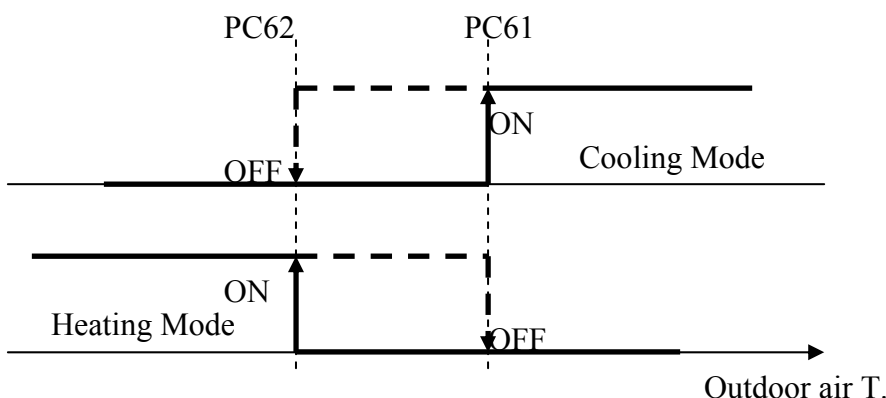 PC62 PC61
ON
OFF Cooling Mode
ON
Heating Mode OFF
Outdoor air T.